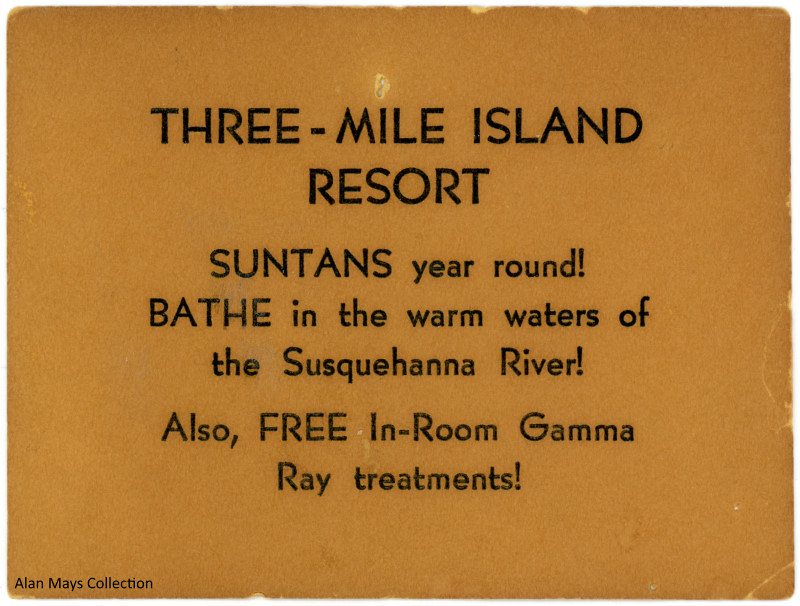 THREE-MILE ISLAND
RESORT
SUNTANS year round!
BATHE in the warm waters of
the Susquehanna River!
Also, FREE In-Room Gamma
Ray treatments!
Alan Mays Collection